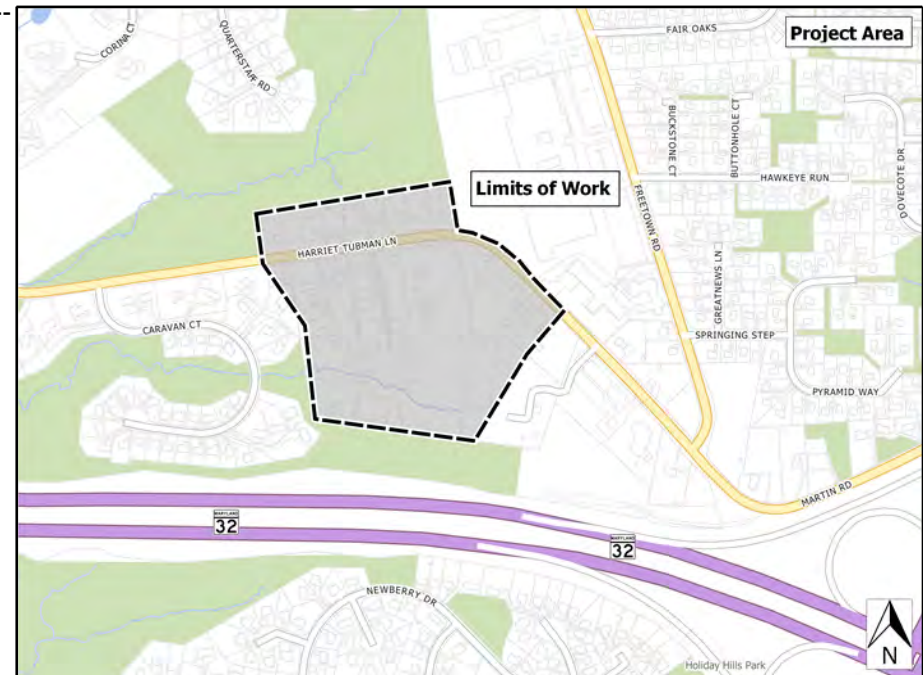 --
Project Area
FAIR OAKS
CORINA CT
QUARTERSTAFF RD
BUCKSTONE CT
BUTTONHOLE CT
DOVECOTE DR
HAWKEYE RUN
Limits of Work
FREETOWN RD
HARRIET TUBMAN LN
GREATNEWS LN
CARAVAN CT
SPRINGING STEP
PYRAMID WAY
MARTIN RD
MARYLAND
32
MARYLAND
32
NEWBERRY DR
N
Holiday Hills Park